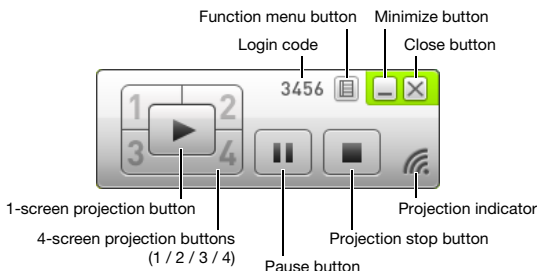 Function menu button Minimize button
Login code Close button
3456
1 2
3 4
1-screen projection button Projection indicator
4-screen projection buttons Projection stop button
(1 / 2 / 3 / 4)
Pause button